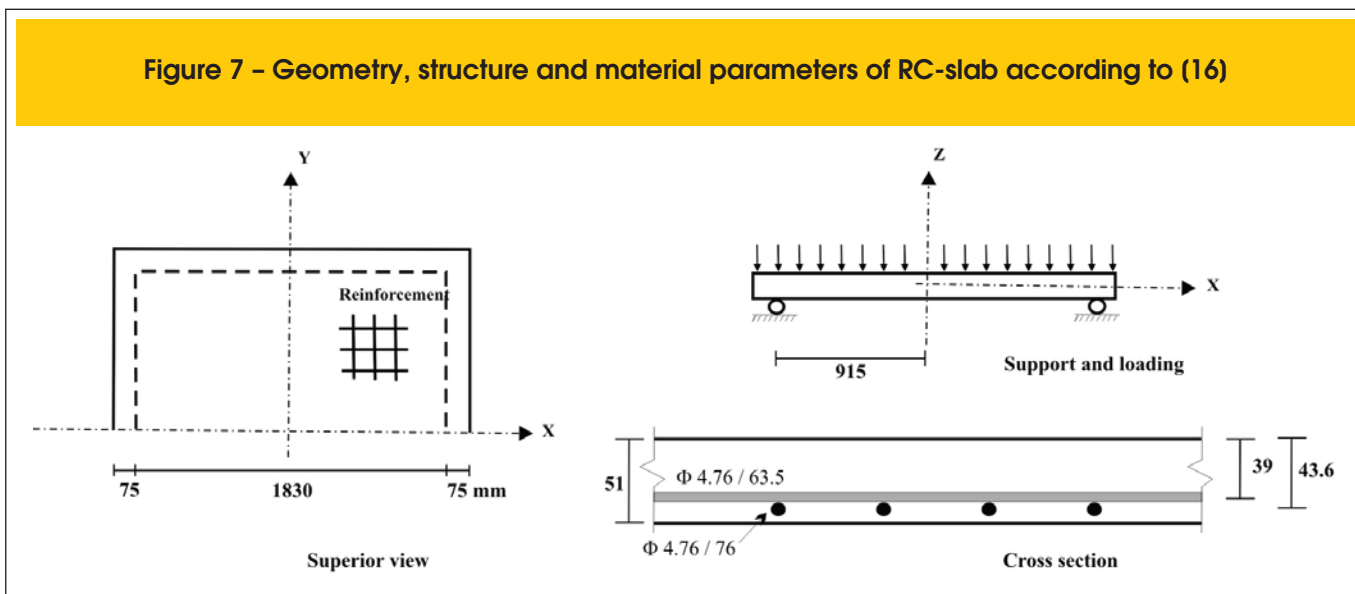 Figure 7 – Geometry, structure and material parameters of RC-slab according to (16)
Y
Reinforcement
X
75
1830
75 mm
Superior view
Z
X
915
Support and loading
51
Φ 4.76 / 63.5
39
43.6
Φ 4.76 / 76
Cross section